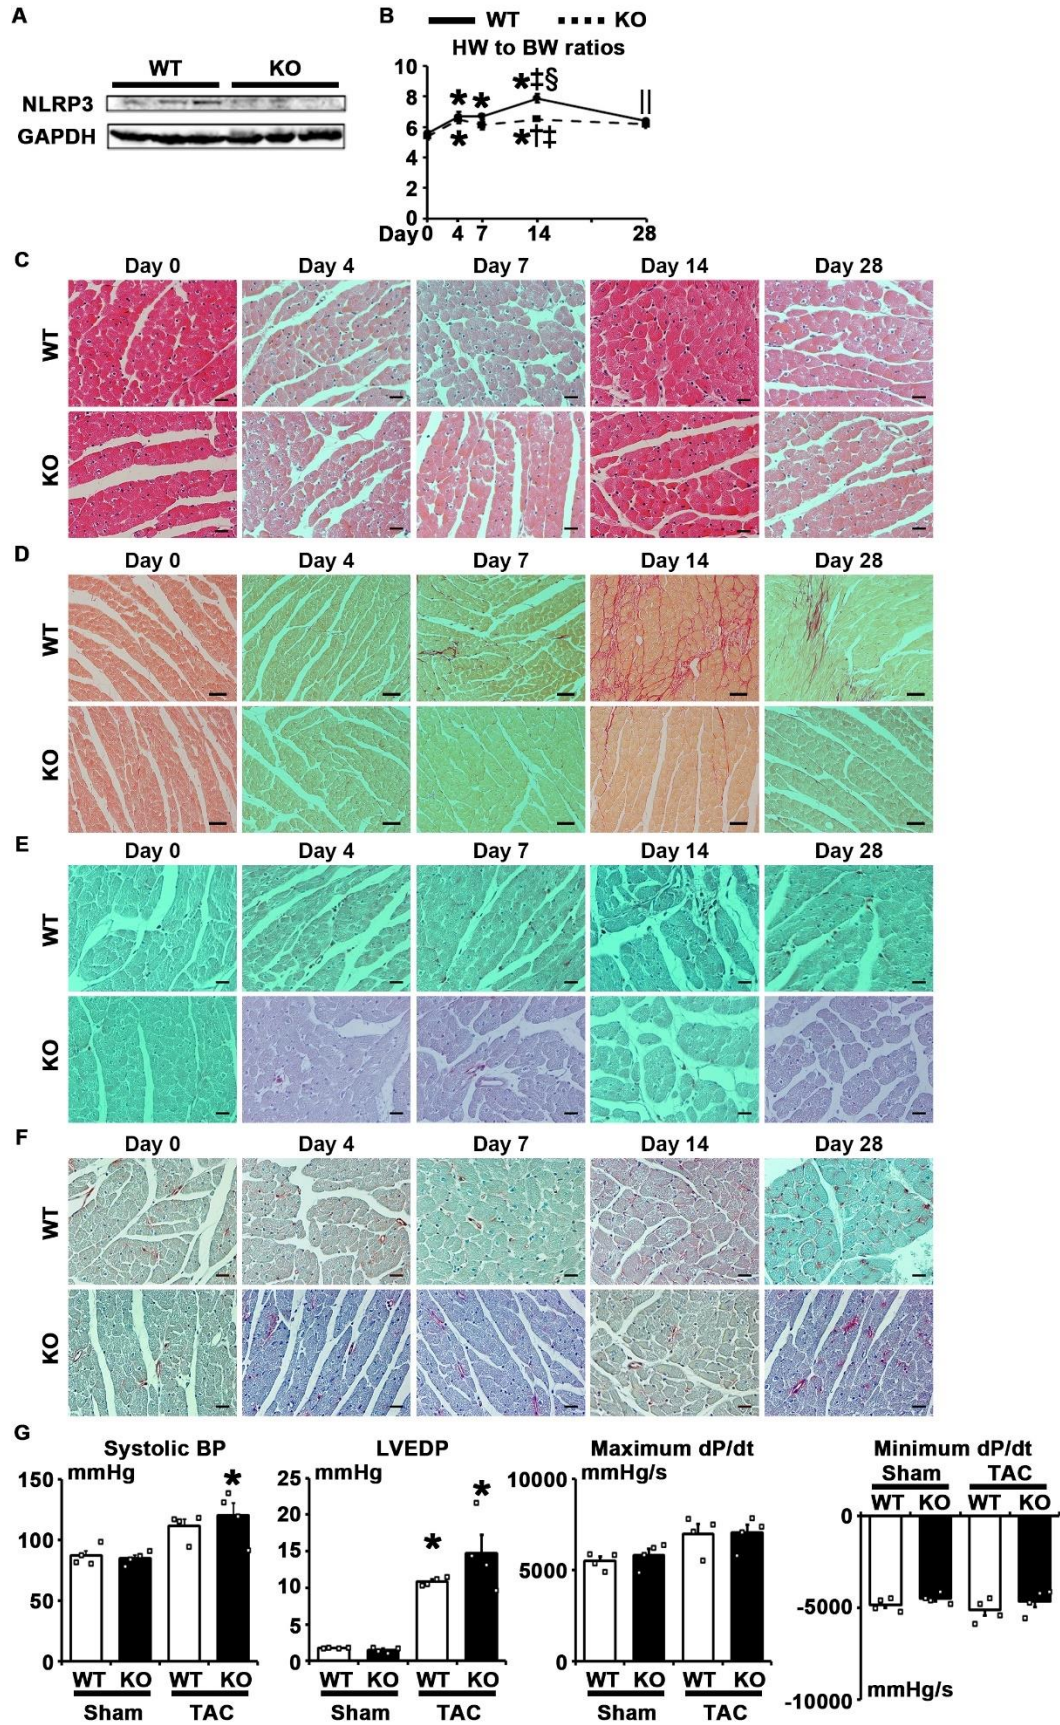 A
WT KO
NLRP3
GAPDH
B
WT KO
HW to BW ratios
10
8
6
4
2
0
* * *‡§ ||
* *†‡
Day 0 4 7 14 28
C
Day 0 Day 4 Day 7 Day 14 Day 28
WT
KO
D
Day 0 Day 4 Day 7 Day 14 Day 28
WT
KO
E
Day 0 Day 4 Day 7 Day 14 Day 28
WT
KO
F
Day 0 Day 4 Day 7 Day 14 Day 28
WT
KO
G
Systolic BP
mmHg
150
100
50
0
*
WT KO WT KO
Sham TAC
LVEDP
mmHg
25
20
15
10
5
0
* *
WT KO WT KO
Sham TAC
Maximum dP/dt
mmHg/s
10000
5000
0
WT KO WT KO
Sham TAC
Minimum dP/dt
Sham TAC
WT KO WT KO
0
-5000
-10000
mmHg/s